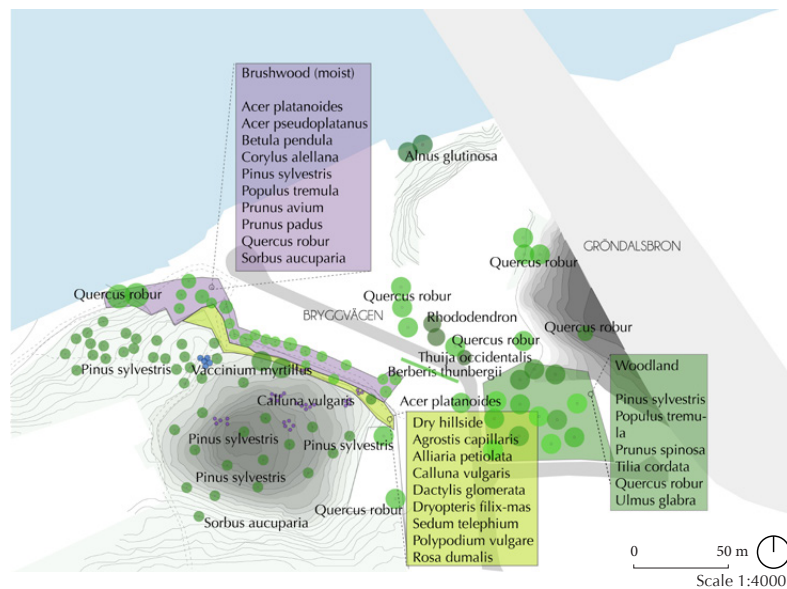 Brushwood (moist)
Acer platanoides
Acer pseudoplatanus
Betula pendula
Corylus alellana
Pinus sylvestris
Populus tremula
Prunus avium
Prunus padus
Quercus robur
Sorbus aucuparia
Alnus glutinosa
GRÖNDALSBRON
Quercus robur
Quercus robur
Quercus robur
BRYGGVÄGEN
Rhododendron
Quercus robur
Quercus robur
Thuija occidentalis
Pinus sylvestris
Vaccinium myrtillus
Berberis thunbergii
Woodland
Pinus sylvestris
Populus tremu-
la
Prunus spinosa
Tilia cordata
Quercus robur
Ulmus glabra
Calluna vulgaris
Acer platanoides
Dry hillside
Agrostis capillaris
Alliaria petiolata
Calluna vulgaris
Dactylis glomerata
Dryopteris filix-mas
Sedum telephium
Polypodium vulgare
Rosa dumalis
Pinus sylvestris
Pinus sylvestris
Pinus sylvestris
Quercus robur
Sorbus aucuparia
0 50 m
Scale 1:4000